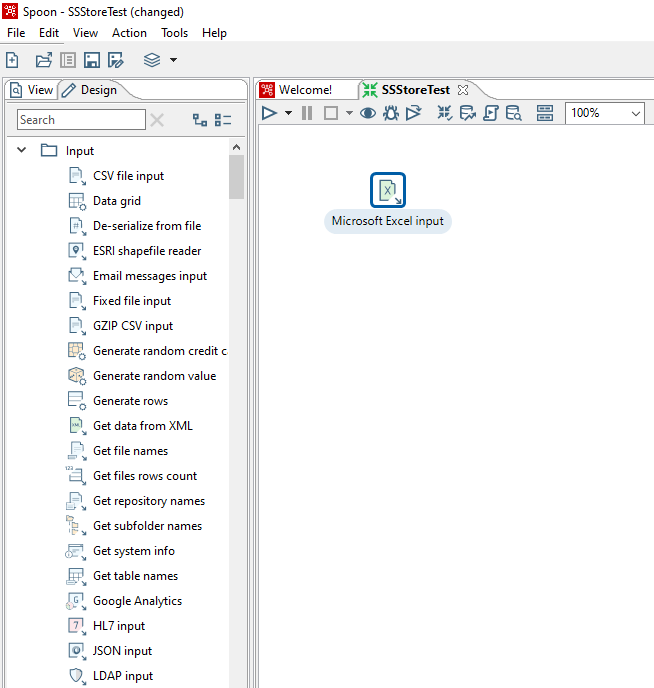 Spoon - SSStoreTest (changed)
File Edit View Action Tools Help
View Design
Welcome! SSStoreTest
Search
100%
Input
CSV file input
Data grid
De-serialize from file
ESRI shapefile reader
Email messages input
Fixed file input
GZIP CSV input
Generate random credit c
Generate random value
Generate rows
Get data from XML
Get file names
Get files rows count
Get repository names
Get subfolder names
Get system info
Get table names
Google Analytics
HL7 input
JSON input
LDAP input
Microsoft Excel input